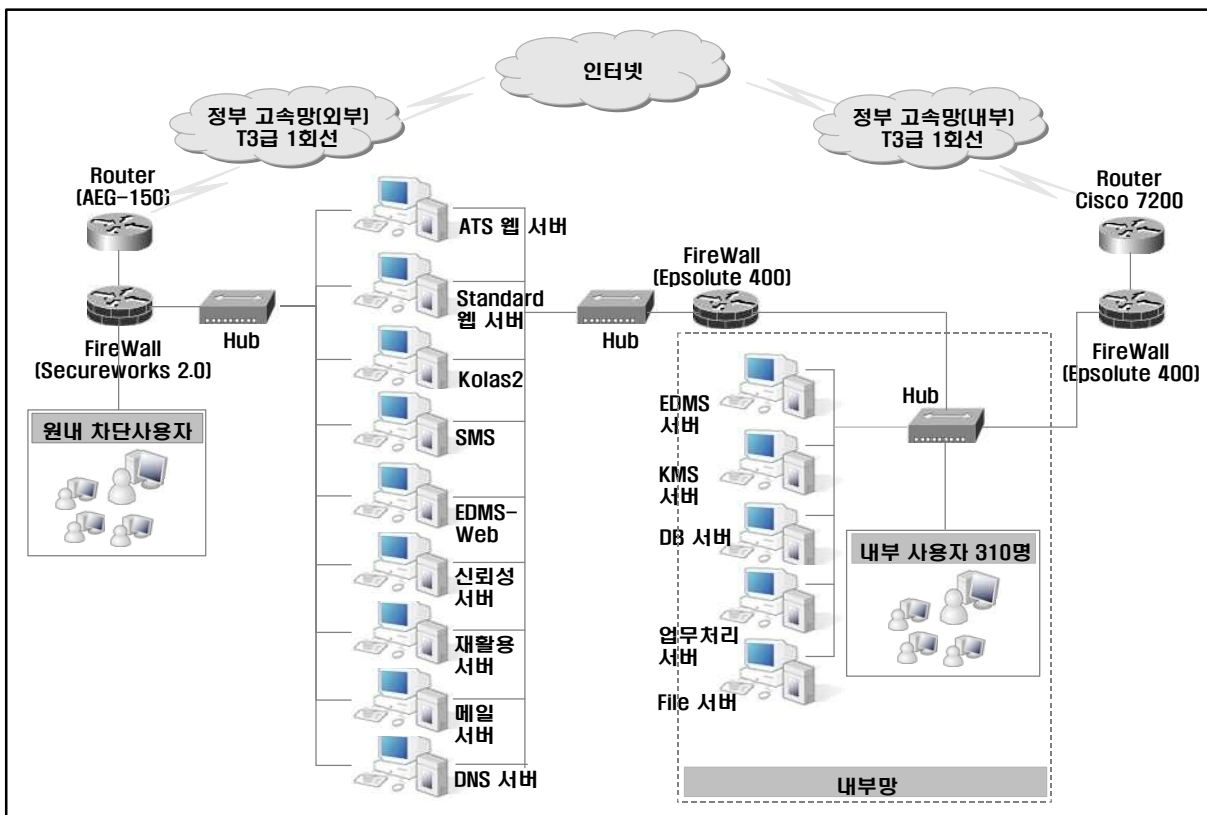 인터넷
정부 고속망(외부)
T3급 1회선
정부 고속망(내부)
T3급 1회선
Router
(AEG-150)
Router
Cisco 7200
ATS 웹 서버
FireWall
(Epsolute 400)
Standard
웹 서버
Hub
Hub
FireWall
(Secureworks 2.0)
FireWall
(Epsolute 400)
Kolas2
원내 차단사용자
SMS
EDMS-
Web
신뢰성
서버
재활용
서버
메일
서버
DNS 서버
EDMS
서버
Hub
KMS
서버
DB 서버
내부 사용자 310명
업무처리
서버
File 서버
내부망